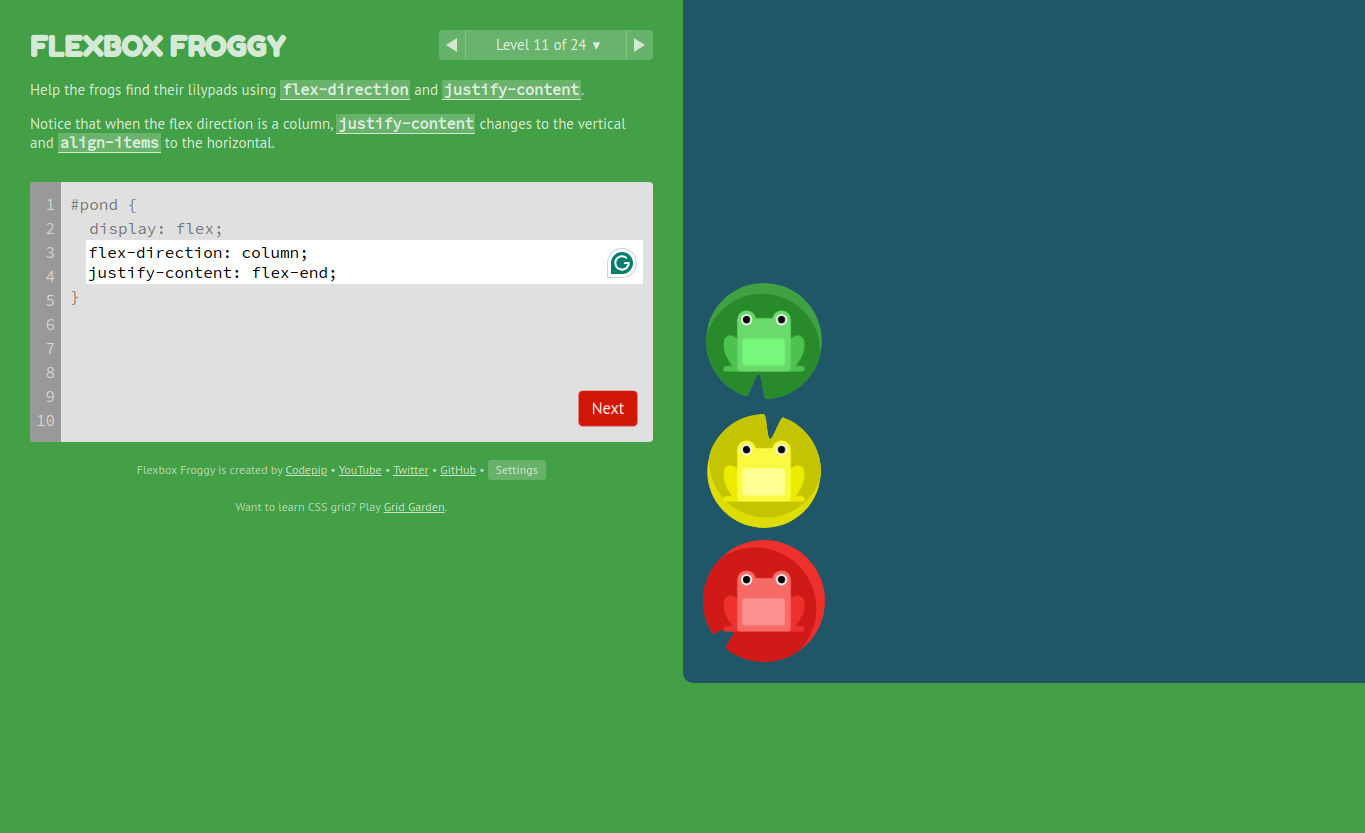 FLEXBOX FROGGY
Level 11 of 24 ▼
Help the frogs find their lilypads using flex-direction and justify-content.
Notice that when the flex direction is a column, justify-content changes to the vertical
and align-items to the horizontal.
1 #pond {
2 display: flex;
3 flex-direction: column;
4 justify-content: flex-end;
5 }
6
7
8
9
10
Next
Flexbox Froggy is created by Codepip • YouTube • Twitter • GitHub • Settings
Want to learn CSS grid? Play Grid Garden.